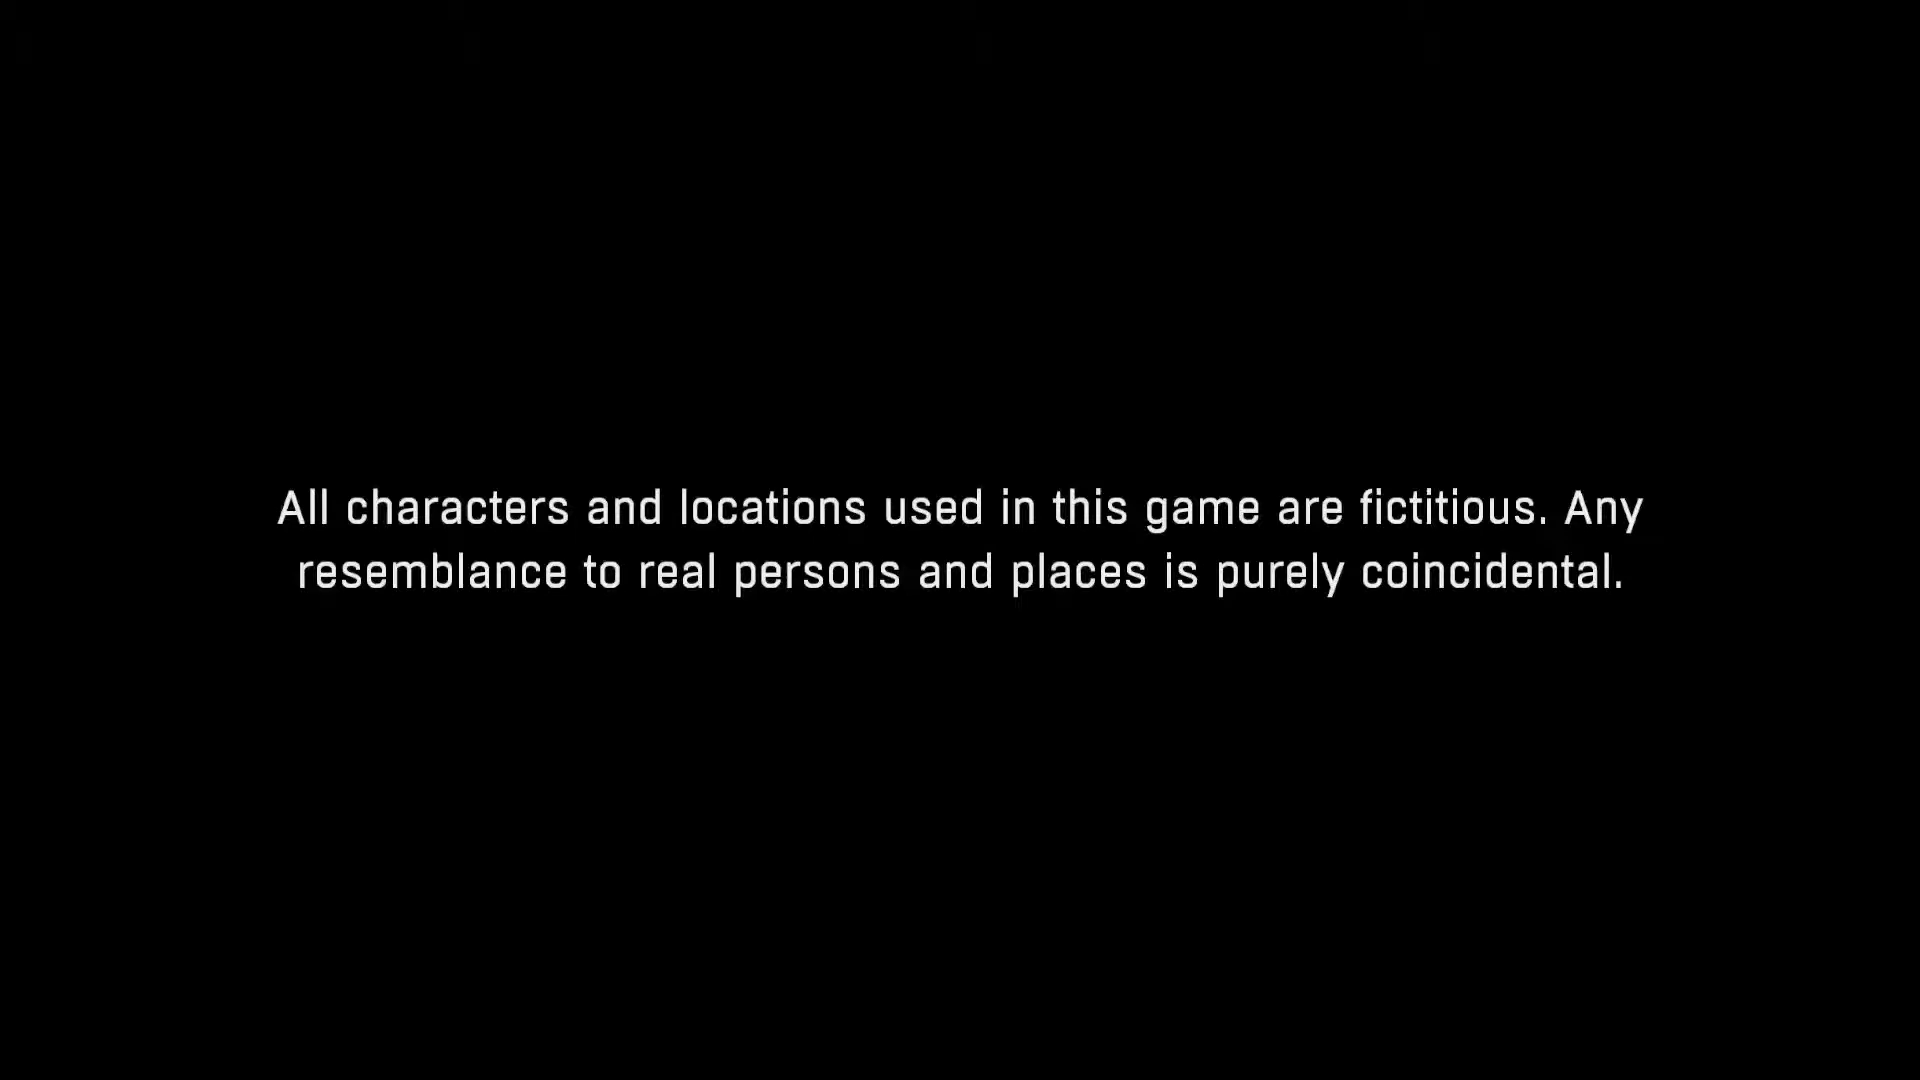 All characters and locations used in this game are fictitious. Any
resemblance to real persons and places is purely coincidental.